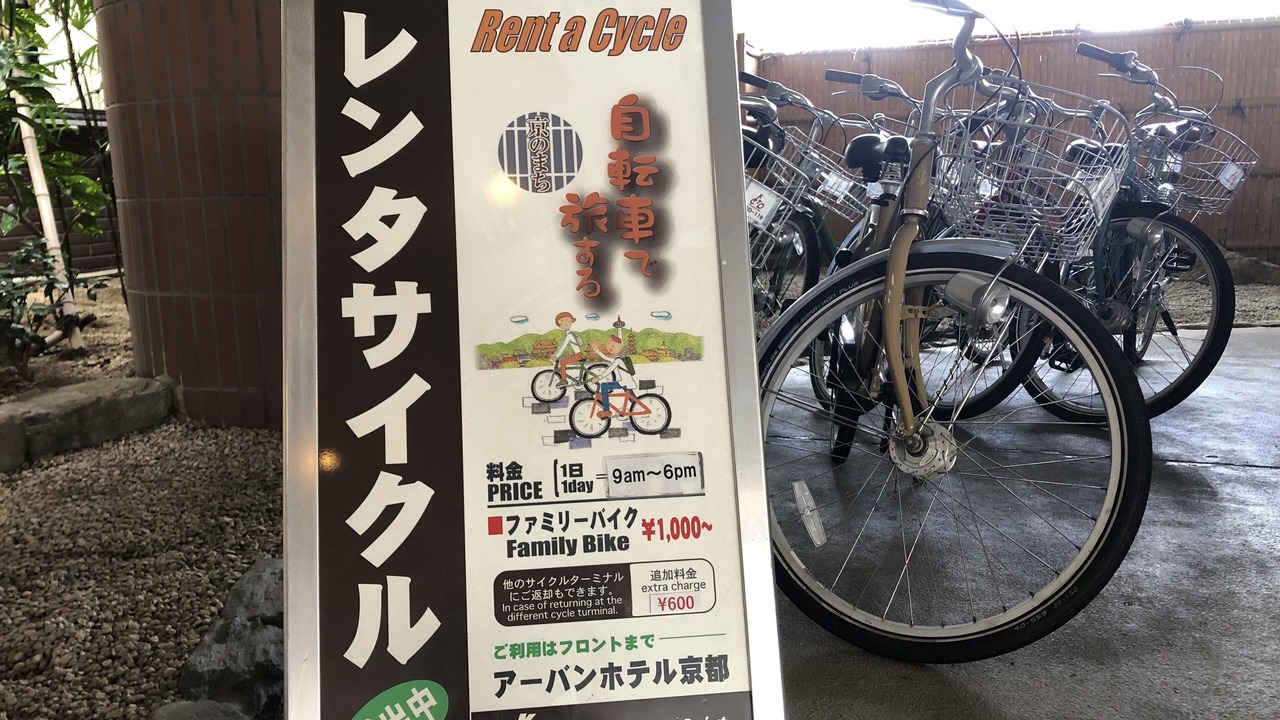 レンタサイクル
Rent a Cycle
京のまち
自転車で
旅する
料金
PRICE
1日
1day
9am～6pm
■ファミリーバイク
Family Bike
¥1,000~
他のサイクルターミナル
にご返却もできます。
In case of returning at the
different cycle turminal.
追加料金
extra charge
¥600
ご利用はフロントまで
アーバンホテル京都
出中